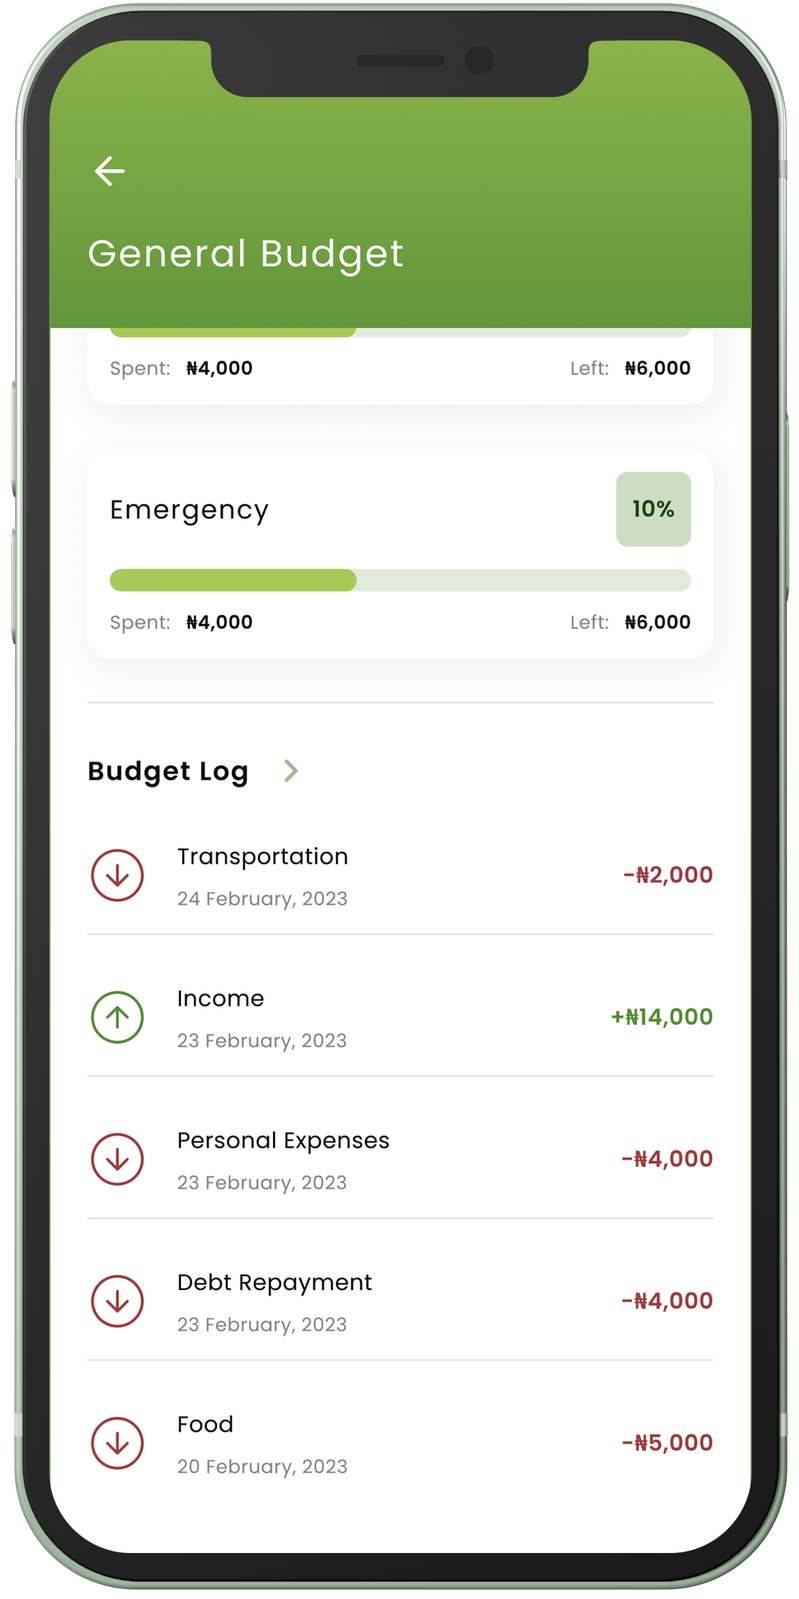 General Budget
Spent: ₦4,000 Left: ₦6,000
Emergency 10%
Spent: ₦4,000 Left: ₦6,000
Budget Log
Transportation
24 February, 2023
-₦2,000
Income
23 February, 2023
+₦14,000
Personal Expenses
23 February, 2023
-₦4,000
Debt Repayment
23 February, 2023
-₦4,000
Food
20 February, 2023
-₦5,000